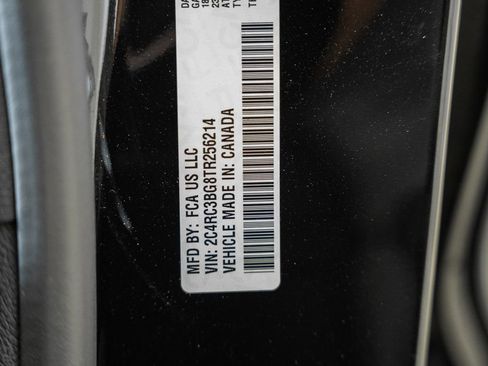 MFD BY: FCA US LLC
VIN: 2C4RC3BG8TR256214
VEHICLE MADE IN: CANADA